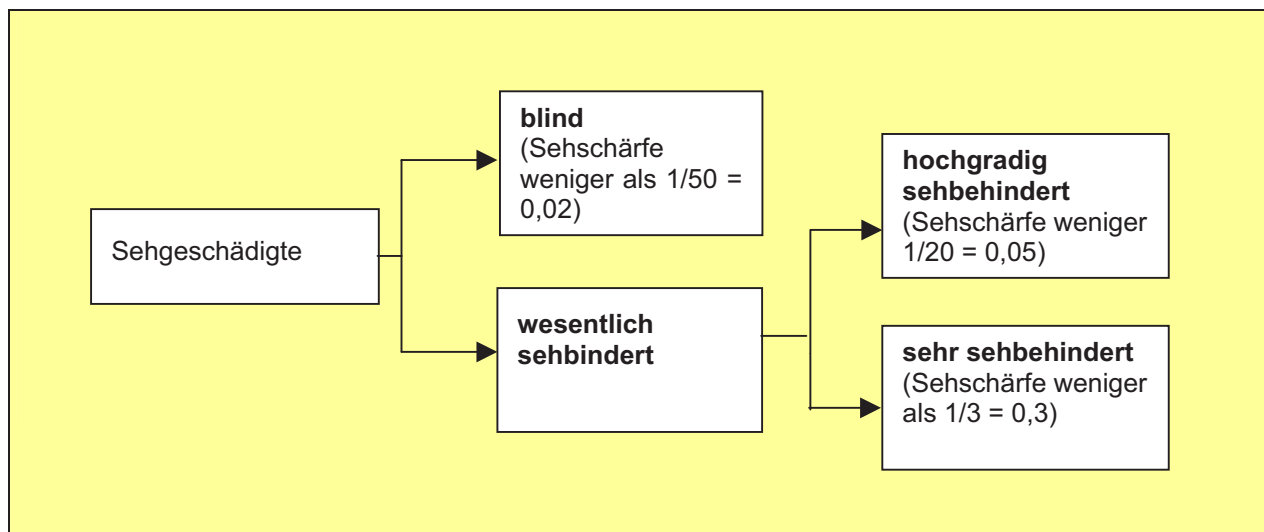 Sehgeschädigte
blind
(Sehschärfe
weniger als 1/50 =
0,02)
wesentlich
sehbindert
hochgradig
sehbehindert
(Sehschärfe weniger
1/20 = 0,05)
sehr sehbehindert
(Sehschärfe weniger
als 1/3 = 0,3)